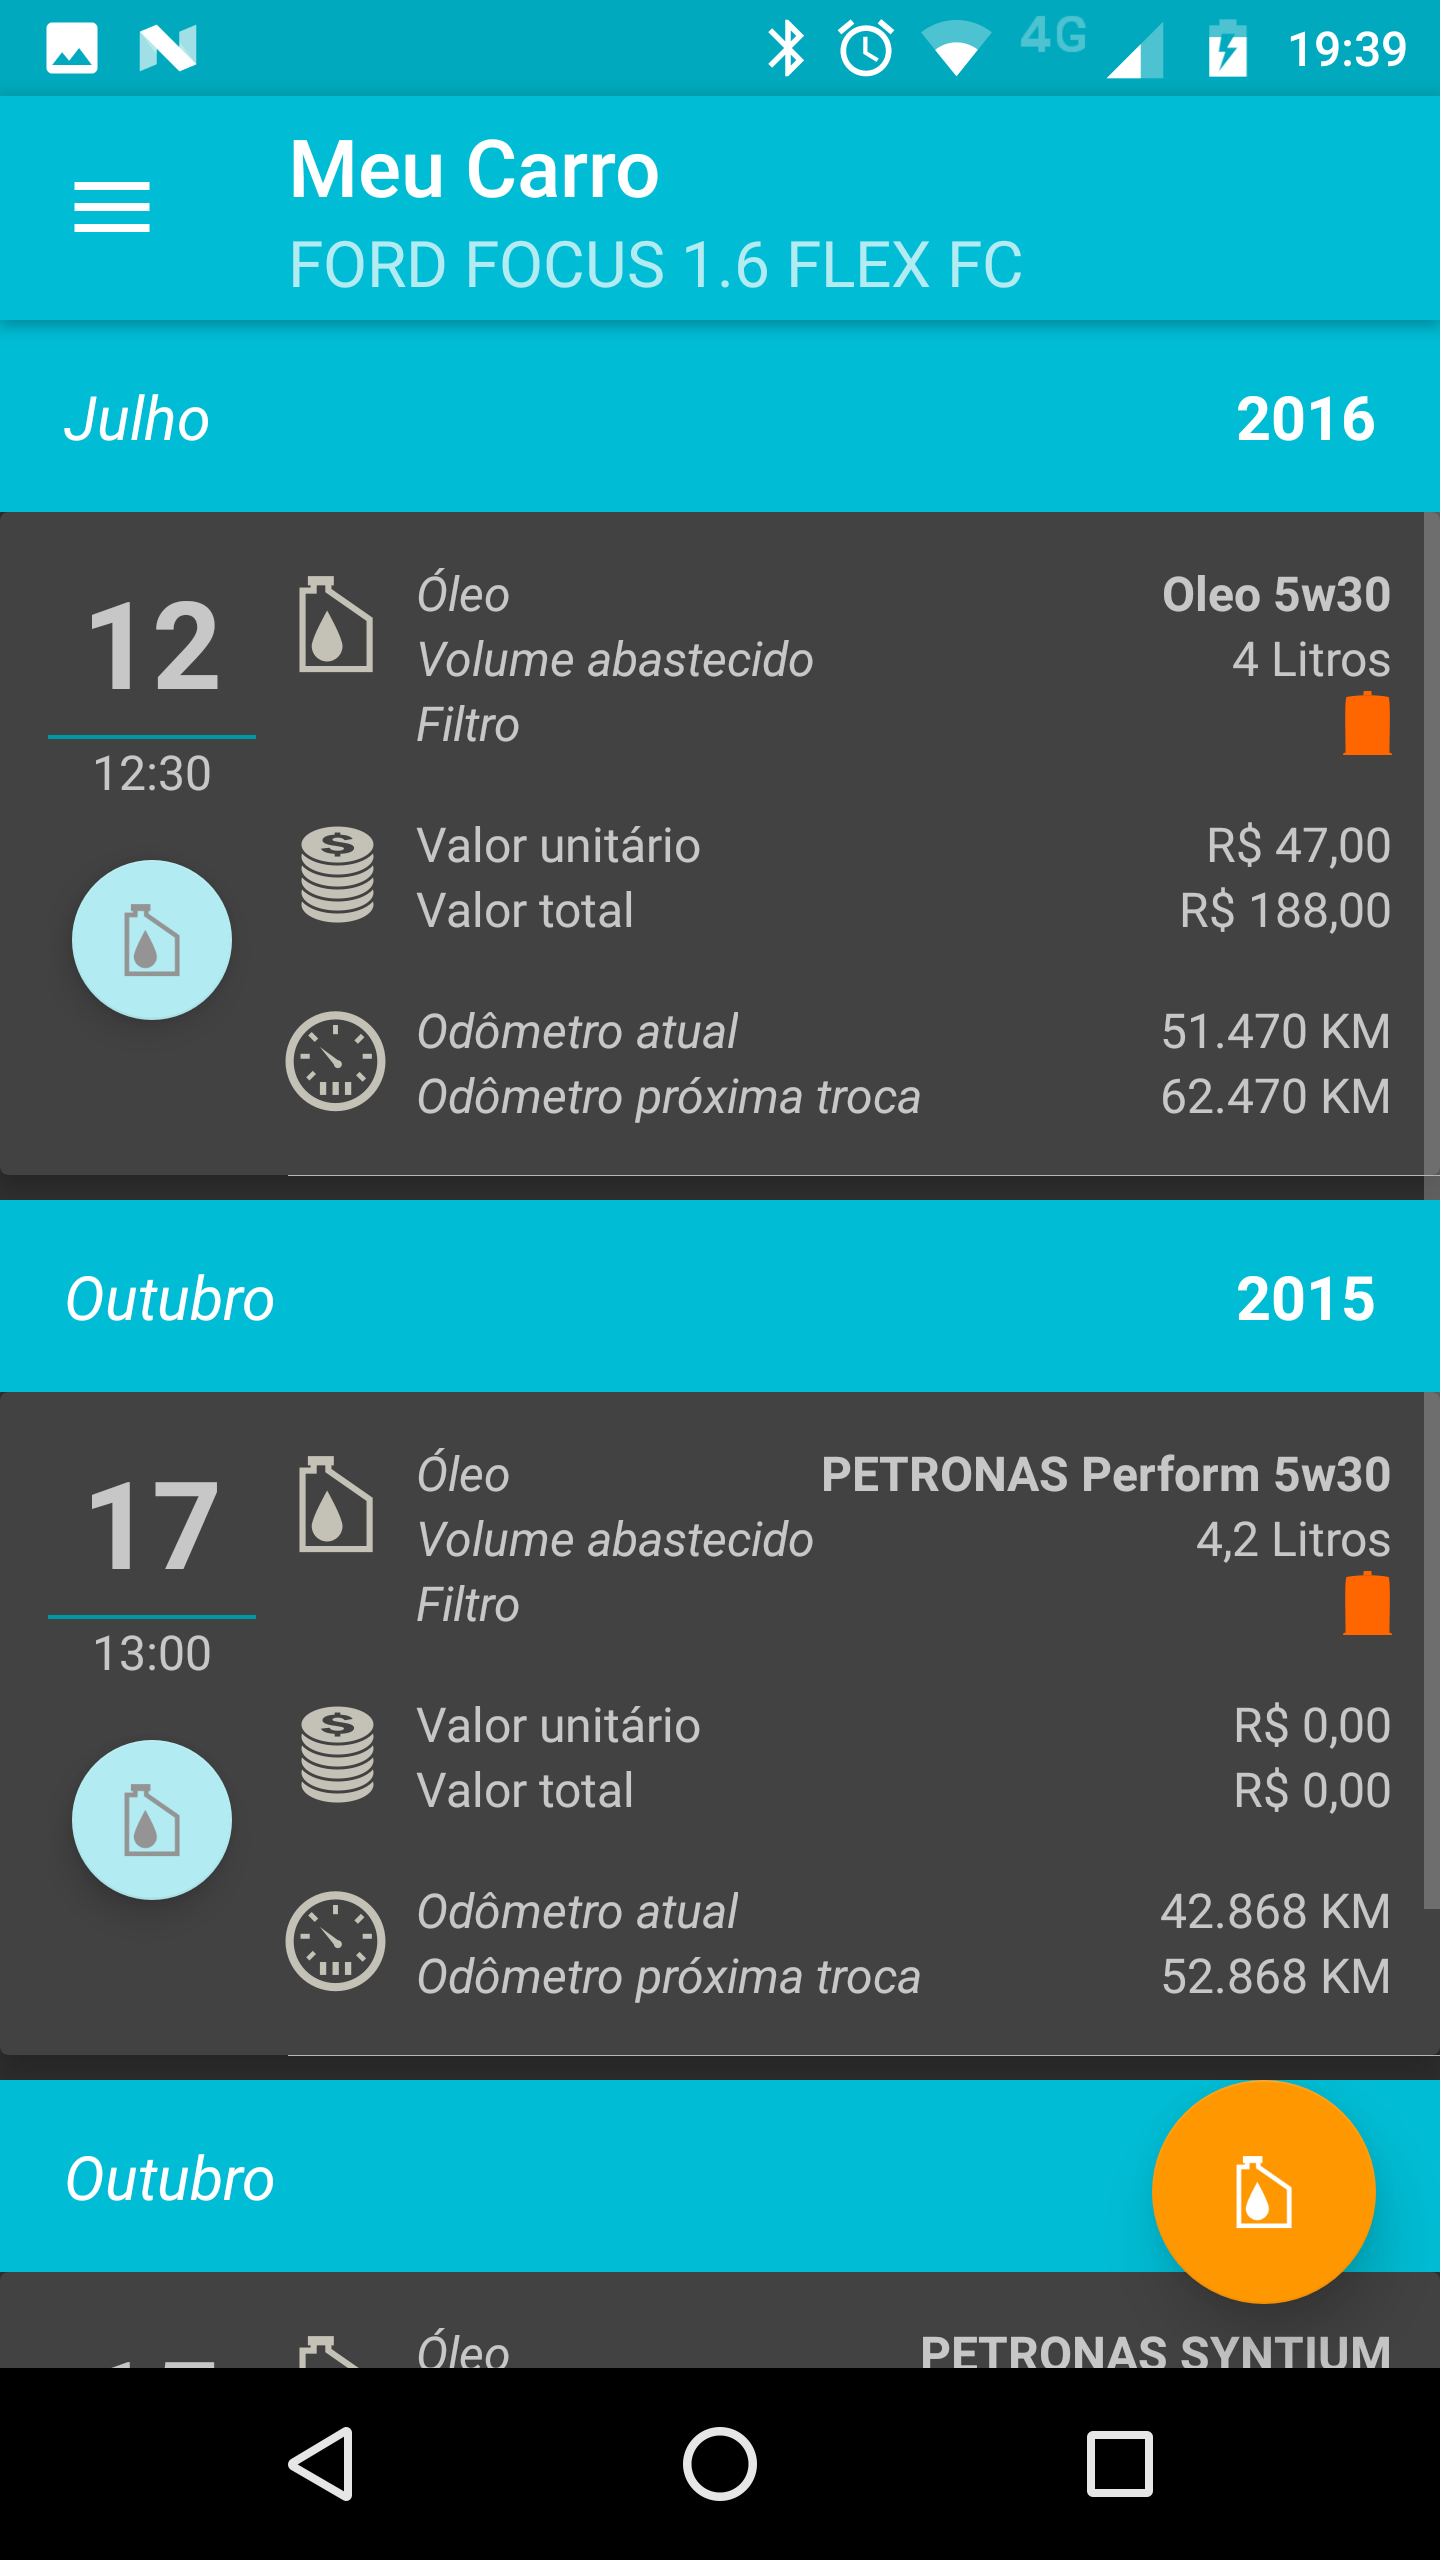 4G 19:39
Meu Carro
FORD FOCUS 1.6 FLEX FC
Julho 2016
12
12:30
Óleo Oleo 5w30
Volume abastecido 4 Litros
Filtro
Valor unitário R$ 47,00
Valor total R$ 188,00
Odômetro atual 51.470 KM
Odômetro próxima troca 62.470 KM
Outubro 2015
17
13:00
Óleo PETRONAS Perform 5w30
Volume abastecido 4,2 Litros
Filtro
Valor unitário R$ 0,00
Valor total R$ 0,00
Odômetro atual 42.868 KM
Odômetro próxima troca 52.868 KM
Outubro
Óleo PETRONAS SYNTIUM